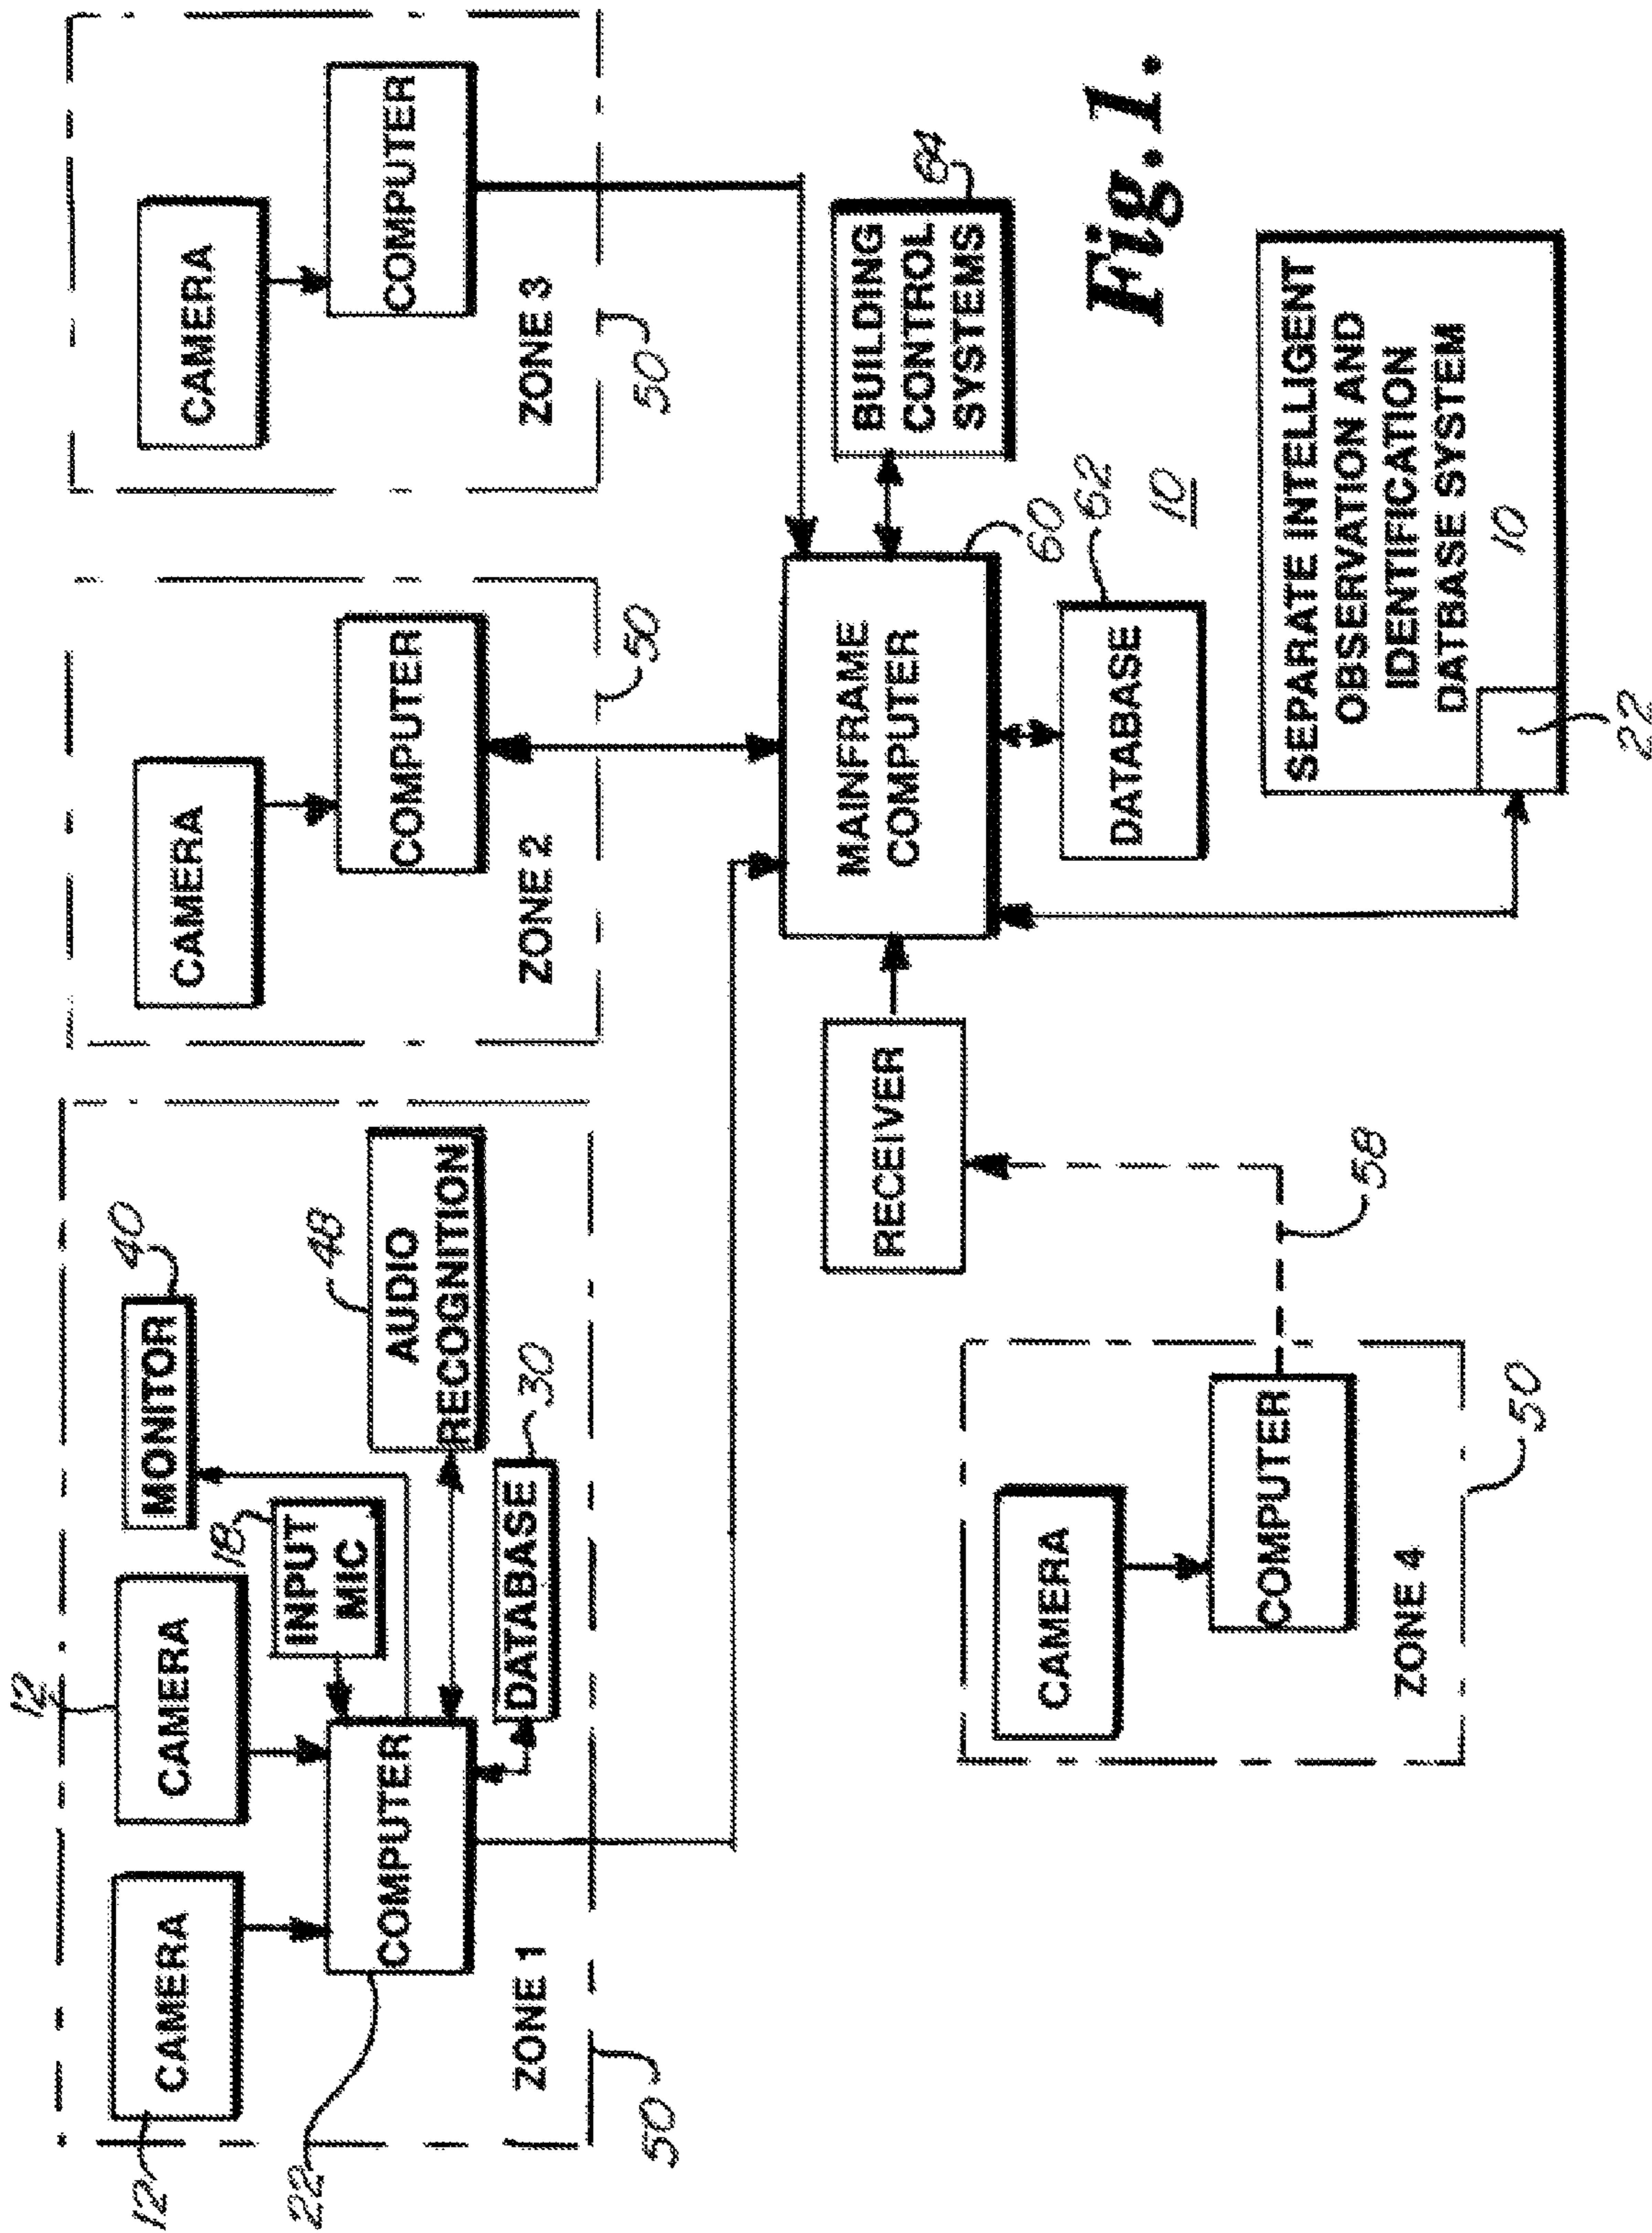 12
CAMERA
12
CAMERA
MONITOR
40
18
INPUT
MIC
AUDIO
RECOGNITION
48
COMPUTER
22
DATABASE
30
ZONE 1
50
CAMERA
COMPUTER
ZONE 2
50
CAMERA
COMPUTER
ZONE 3
50
RECEIVER
MAINFRAME
COMPUTER
60
BUILDING
CONTROL
SYSTEMS
64
DATABASE
62
10
Fig.1.
CAMERA
COMPUTER
ZONE 4
50
58
SEPARATE INTELLIGENT
OBSERVATION AND
IDENTIFICATION
DATBASE SYSTEM
10
22